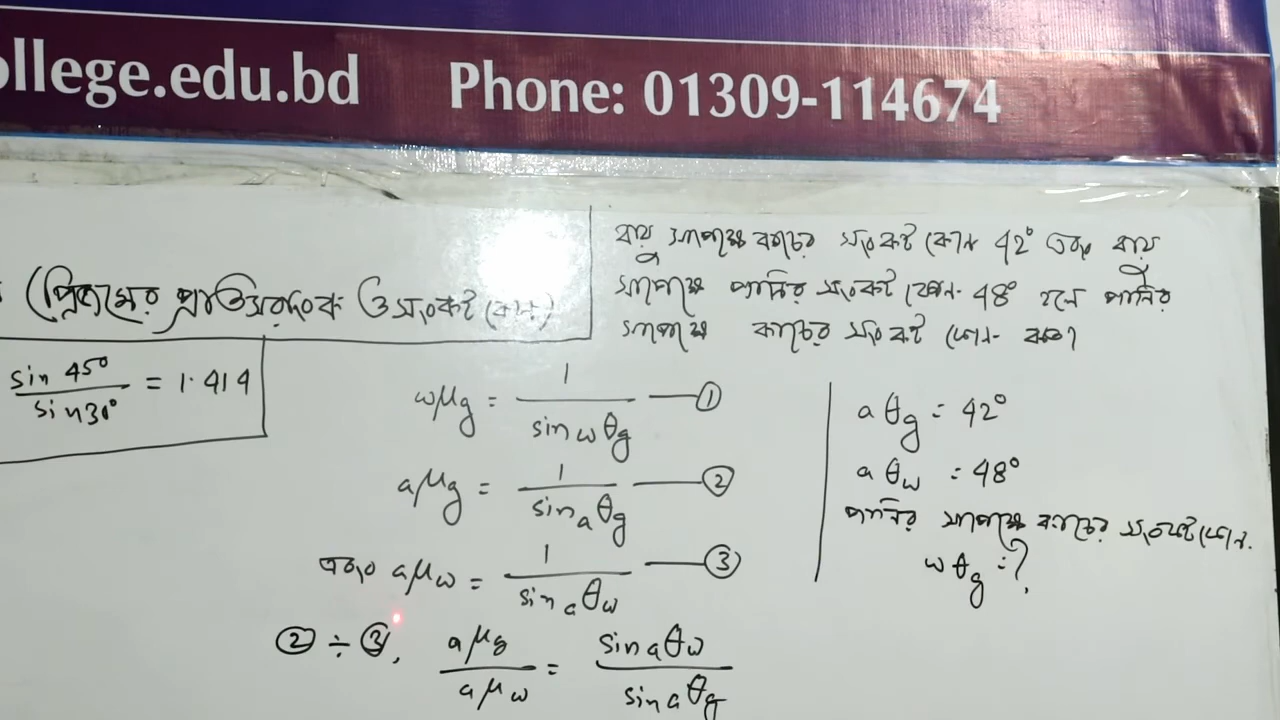 ollege.edu.bd Phone: 01309-114674
(প্রিজমের প্রতিসরণাংক ও সংকট কোণ)
sin 45° / sin 30° = 1.414
বায়ু সাপেক্ষে কাচের সংকট কোণ 42° এবং বায়ু
সাপেক্ষে পানির সংকট কোণ 48° হলে পানির
সাপেক্ষে কাচের সংকট কোণ কত?
wμg = 1 / sin wθg — ①
aμg = 1 / sin aθg — ②
এবং aμw = 1 / sin aθw — ③
② ÷ ③, aμg / aμw = sin aθw / sin aθg
aθg = 42°
aθw = 48°
পানির সাপেক্ষে কাচের সংকট কোণ.
wθg = ?